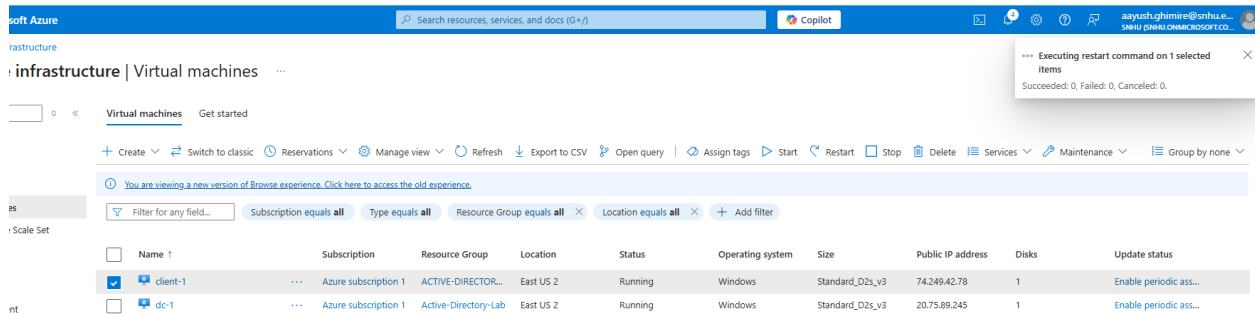 soft Azure
Search resources, services, and docs (G+/)
Copilot
4
aayush.ghimire@snhu.e...
SNHU (SNHU.ONMICROSOFT.CO...
rastructure
infrastructure | Virtual machines ...
Executing restart command on 1 selected
items
Succeeded: 0, Failed: 0, Canceled: 0.
Virtual machines Get started
Create Switch to classic Reservations Manage view Refresh Export to CSV Open query Assign tags Start Restart Stop Delete Services Maintenance Group by none
You are viewing a new version of Browse experience. Click here to access the old experience.
es
Filter for any field... Subscription equals all Type equals all Resource Group equals all Location equals all Add filter
Scale Set
Name ↑ Subscription Resource Group Location Status Operating system Size Public IP address Disks Update status
client-1 ... Azure subscription 1 ACTIVE-DIRECTOR... East US 2 Running Windows Standard_D2s_v3 74.249.42.78 1 Enable periodic ass...
dc-1 ... Azure subscription 1 Active-Directory-Lab East US 2 Running Windows Standard_D2s_v3 20.75.89.245 1 Enable periodic ass...
nt